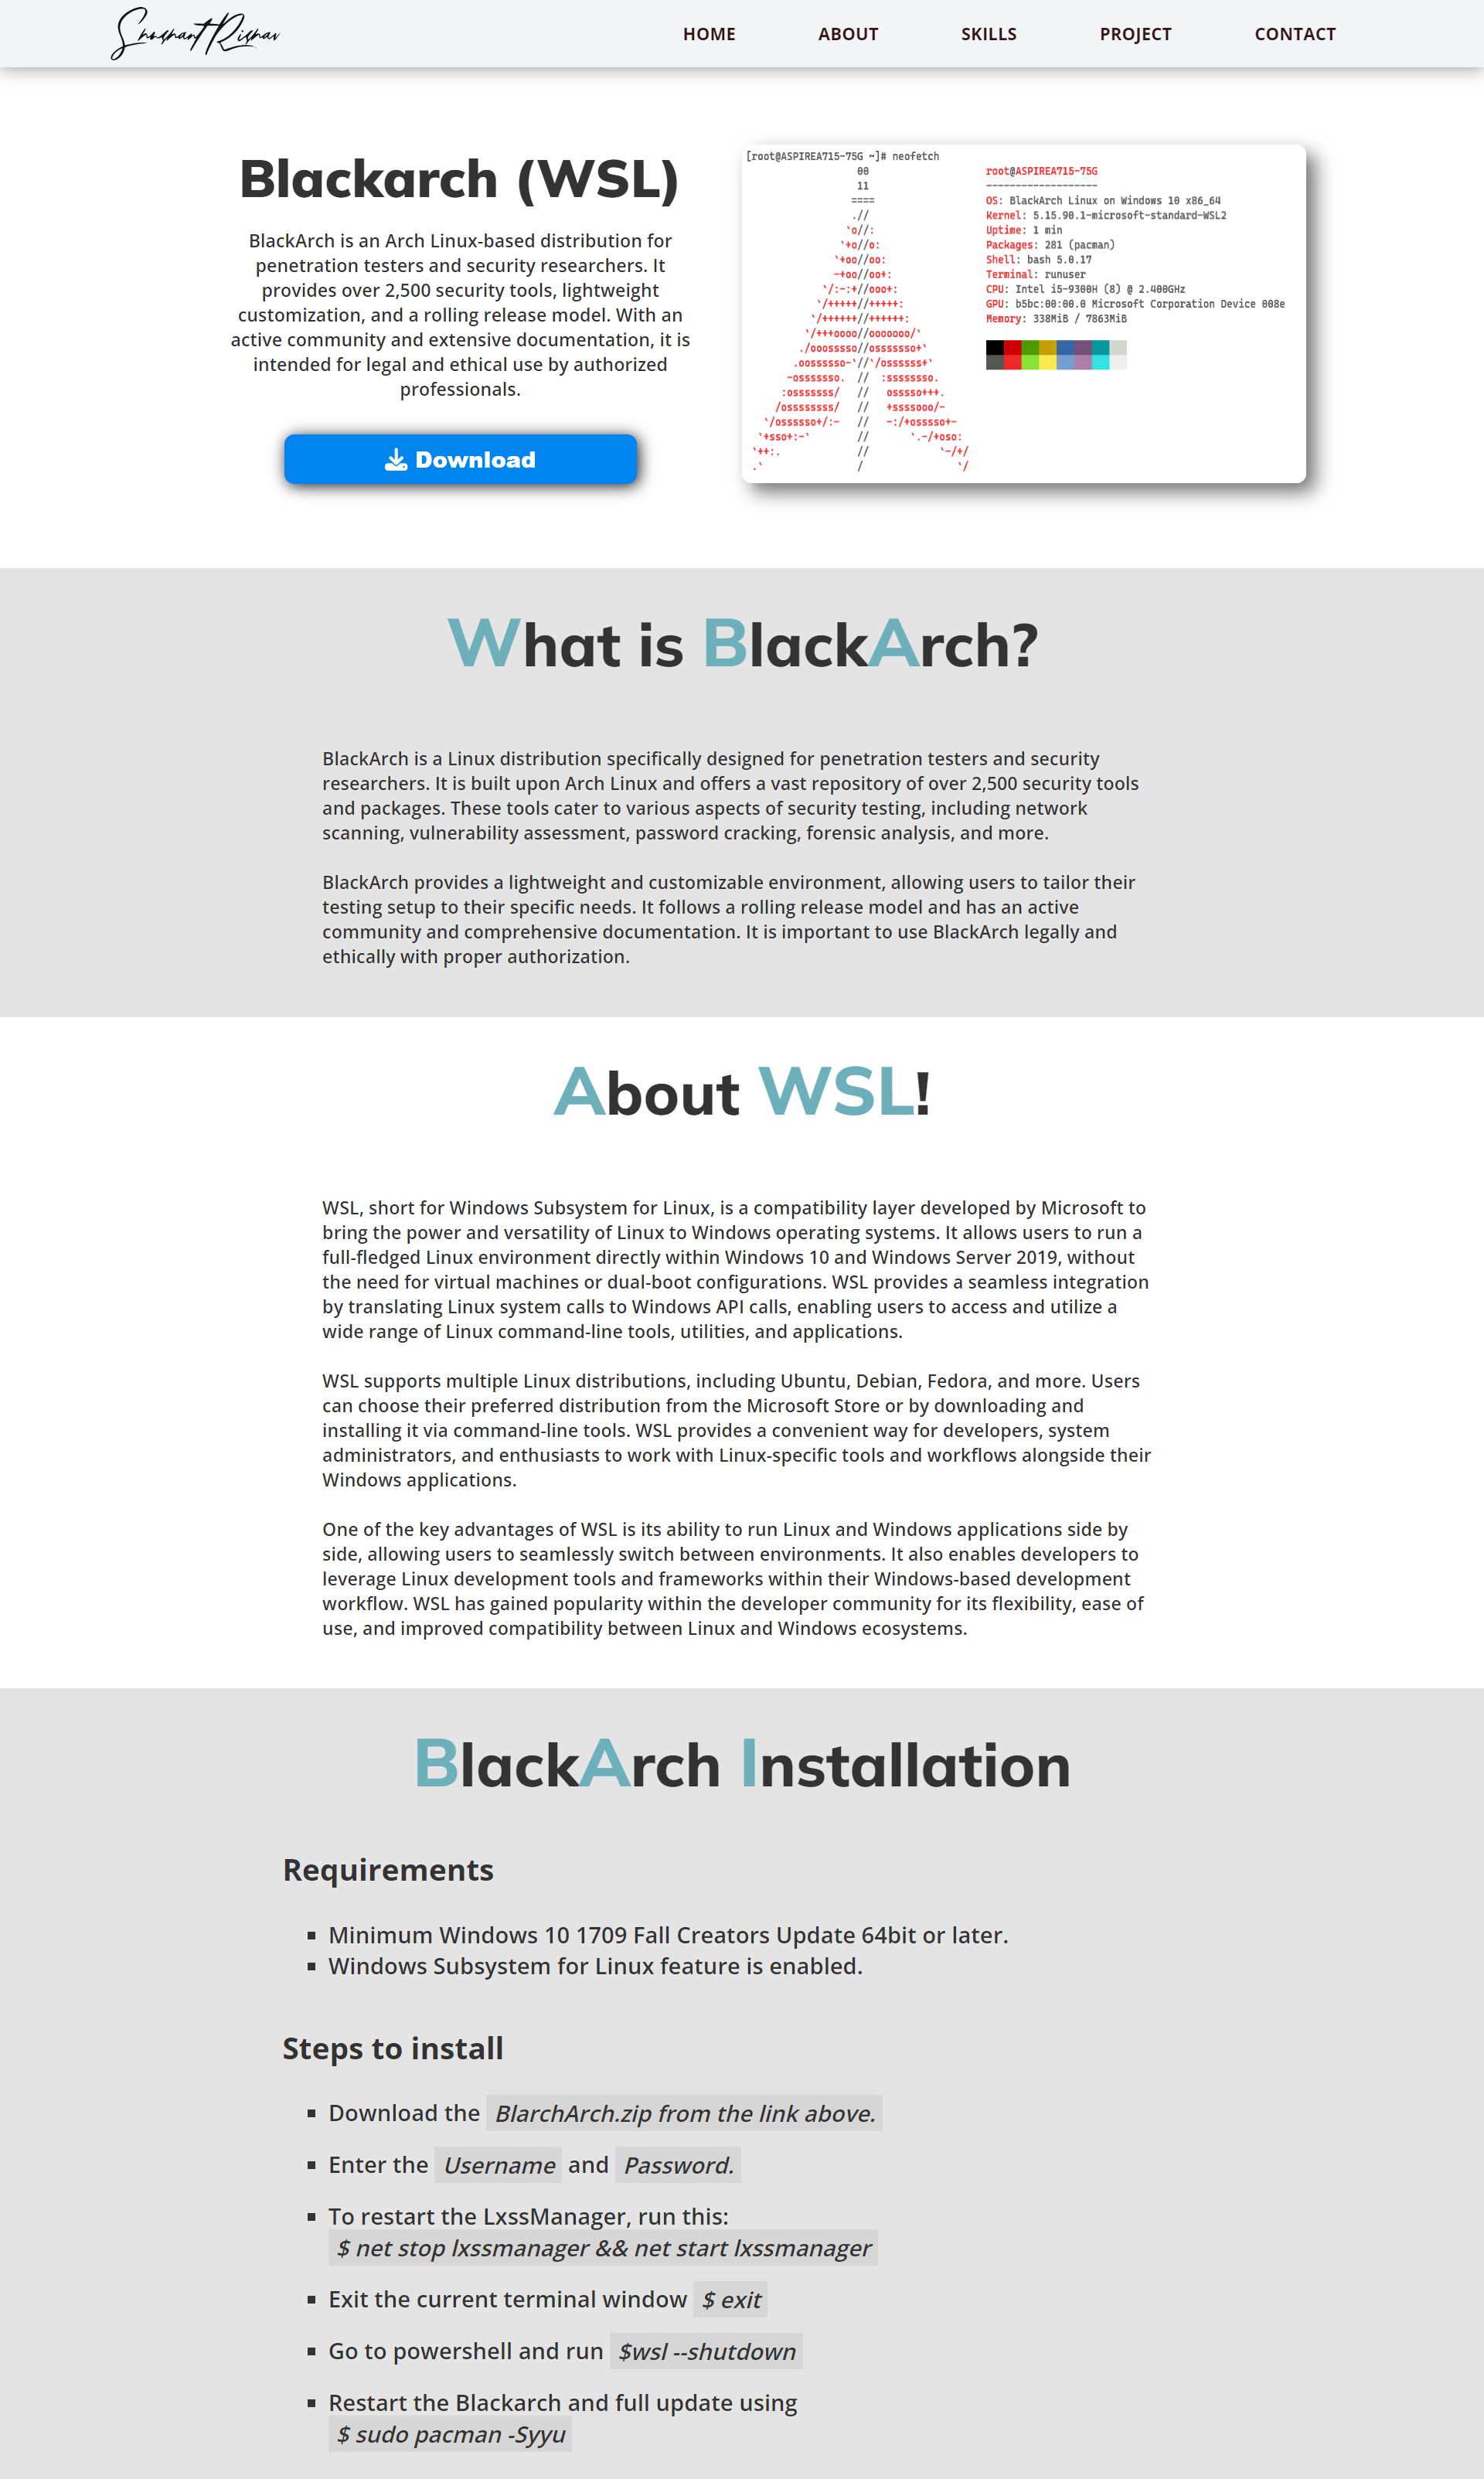 Shushant Rishav
HOME ABOUT SKILLS PROJECT CONTACT
Blackarch (WSL)
BlackArch is an Arch Linux-based distribution for
penetration testers and security researchers. It
provides over 2,500 security tools, lightweight
customization, and a rolling release model. With an
active community and extensive documentation, it is
intended for legal and ethical use by authorized
professionals.
Download
[root@ASPIREA715-75G ~]# neofetch
00
11
====
.//
`o//:
`+o//o:
`+oo//oo:
-+oo//oo+:
`/:-:+//ooo+:
`/+++++//+++++:
`/++++++//++++++:
`/+++oooo//ooooooo/`
./ooosssso//osssssso+`
.oossssso-`//`/ossssss+`
-osssssso.  //  :ssssssso.
:osssssss/   //   osssso+++.
/ossssssss/   //   +ssssooo/-
`/ossssso+/:-   //   -:/+osssso+-
`+sso+:-`        //       `.-/+oso:
`++:.             //            `-/+/
.`                /                `/
root@ASPIREA715-75G
-------------------
OS: BlackArch Linux on Windows 10 x86_64
Kernel: 5.15.90.1-microsoft-standard-WSL2
Uptime: 1 min
Packages: 281 (pacman)
Shell: bash 5.0.17
Terminal: runuser
CPU: Intel i5-9300H (8) @ 2.400GHz
GPU: b5bc:00:00.0 Microsoft Corporation Device 008e
Memory: 338MiB / 7863MiB
What is BlackArch?
BlackArch is a Linux distribution specifically designed for penetration testers and security
researchers. It is built upon Arch Linux and offers a vast repository of over 2,500 security tools
and packages. These tools cater to various aspects of security testing, including network
scanning, vulnerability assessment, password cracking, forensic analysis, and more.
BlackArch provides a lightweight and customizable environment, allowing users to tailor their
testing setup to their specific needs. It follows a rolling release model and has an active
community and comprehensive documentation. It is important to use BlackArch legally and
ethically with proper authorization.
About WSL!
WSL, short for Windows Subsystem for Linux, is a compatibility layer developed by Microsoft to
bring the power and versatility of Linux to Windows operating systems. It allows users to run a
full-fledged Linux environment directly within Windows 10 and Windows Server 2019, without
the need for virtual machines or dual-boot configurations. WSL provides a seamless integration
by translating Linux system calls to Windows API calls, enabling users to access and utilize a
wide range of Linux command-line tools, utilities, and applications.
WSL supports multiple Linux distributions, including Ubuntu, Debian, Fedora, and more. Users
can choose their preferred distribution from the Microsoft Store or by downloading and
installing it via command-line tools. WSL provides a convenient way for developers, system
administrators, and enthusiasts to work with Linux-specific tools and workflows alongside their
Windows applications.
One of the key advantages of WSL is its ability to run Linux and Windows applications side by
side, allowing users to seamlessly switch between environments. It also enables developers to
leverage Linux development tools and frameworks within their Windows-based development
workflow. WSL has gained popularity within the developer community for its flexibility, ease of
use, and improved compatibility between Linux and Windows ecosystems.
BlackArch Installation
Requirements
Minimum Windows 10 1709 Fall Creators Update 64bit or later.
Windows Subsystem for Linux feature is enabled.
Steps to install
Download the BlarchArch.zip from the link above.
Enter the Username and Password.
To restart the LxssManager, run this:
$ net stop lxssmanager && net start lxssmanager
Exit the current terminal window $ exit
Go to powershell and run $wsl --shutdown
Restart the Blackarch and full update using
$ sudo pacman -Syyu